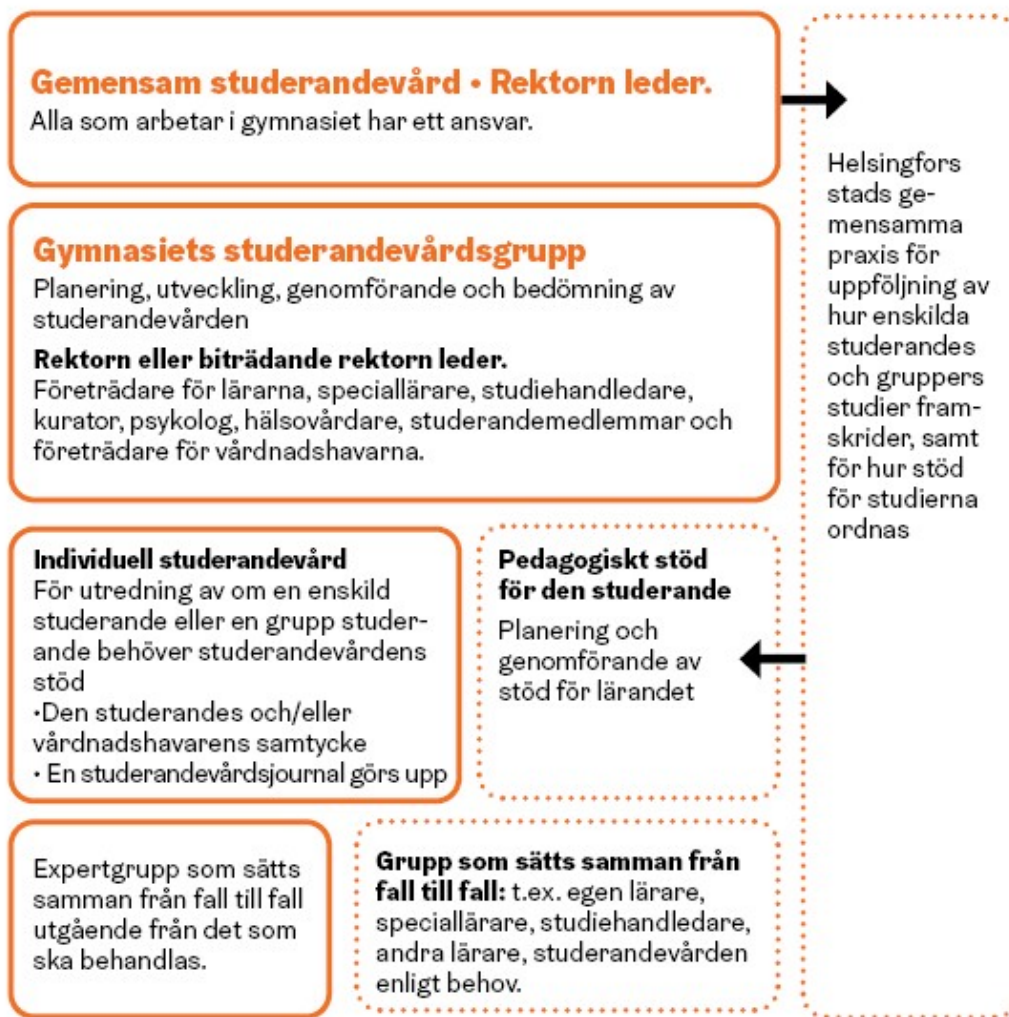 Gemensam studerandevård • Rektorn leder.
Alla som arbetar i gymnasiet har ett ansvar.
Gymnasiets studerandevårdsgrupp
Planering, utveckling, genomförande och bedömning av
studerandevården
Rektorn eller biträdande rektorn leder.
Företrädare för lärarna, speciallärare, studiehandledare,
kurator, psykolog, hälsovårdare, studerandemedlemmar och
företrädare för vårdnadshavarna.
Individuell studerandevård
För utredning av om en enskild
studerande eller en grupp studer-
ande behöver studerandevårdens
stöd
•Den studerandes och/eller
vårdnadshavarens samtycke
• En studerandevårdsjournal görs upp
Pedagogiskt stöd
för den studerande
Planering och
genomförande av
stöd för lärandet
Expertgrupp som sätts
samman från fall till fall
utgående från det som
ska behandlas.
Grupp som sätts samman från
fall till fall: t.ex. egen lärare,
speciallärare, studiehandledare,
andra lärare, studerandevården
enligt behov.
Helsingfors
stads ge-
mensamma
praxis för
uppföljning av
hur enskilda
studerandes
och gruppers
studier fram-
skrider, samt
för hur stöd
för studierna
ordnas